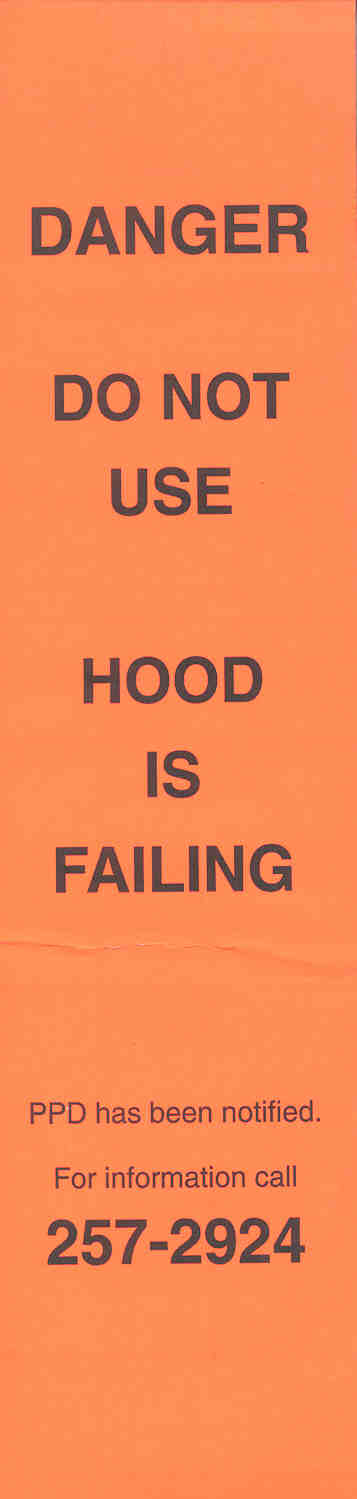 DANGER
DO NOT
USE
HOOD
IS
FAILING
PPD has been notified.
For information call
257-2924